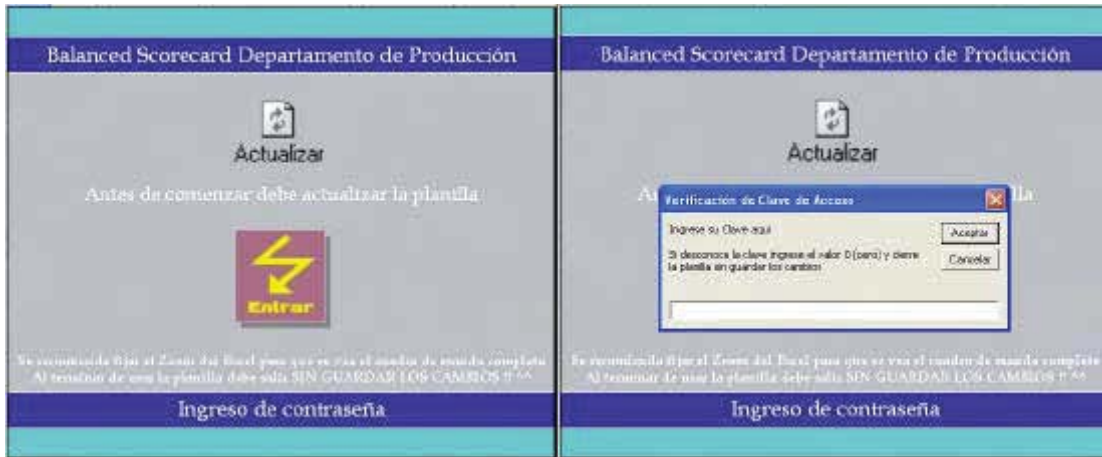 Balanced Scorecard Departamento de Producción
Actualizar
Antes de comenzar debe actualizar la planilla
Entrar
Se recomienda fijar el Zoom del Excel para que se vea el cuadro de mando completo
Al terminar de usar la planilla debe salir SIN GUARDAR LOS CAMBIOS !! ^^
Ingreso de contraseña
Balanced Scorecard Departamento de Producción
Actualizar
Verificación de Clave de Acceso
Ingrese su Clave aquí
Aceptar
Si desconoce la clave ingrese el valor 0 (cero) y cierre
la planilla sin guardar los cambios
Cancelar
Se recomienda fijar el Zoom del Excel para que se vea el cuadro de mando completo
Al terminar de usar la planilla debe salir SIN GUARDAR LOS CAMBIOS !! ^^
Ingreso de contraseña